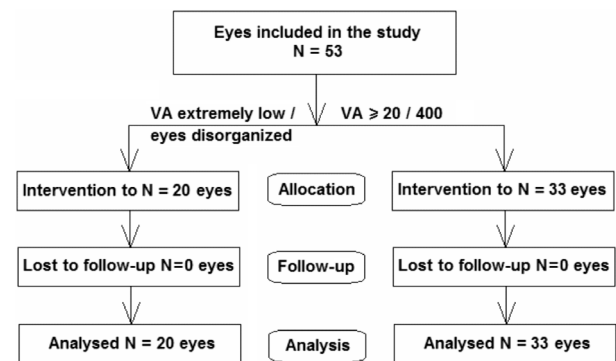 Eyes included in the study
N = 53
VA extremely low /
eyes disorganized
VA ⩾ 20 / 400
Intervention to N = 20 eyes
Allocation
Intervention to N = 33 eyes
Lost to follow-up N=0 eyes
Follow-up
Lost to follow-up N=0 eyes
Analysed N = 20 eyes
Analysis
Analysed N = 33 eyes